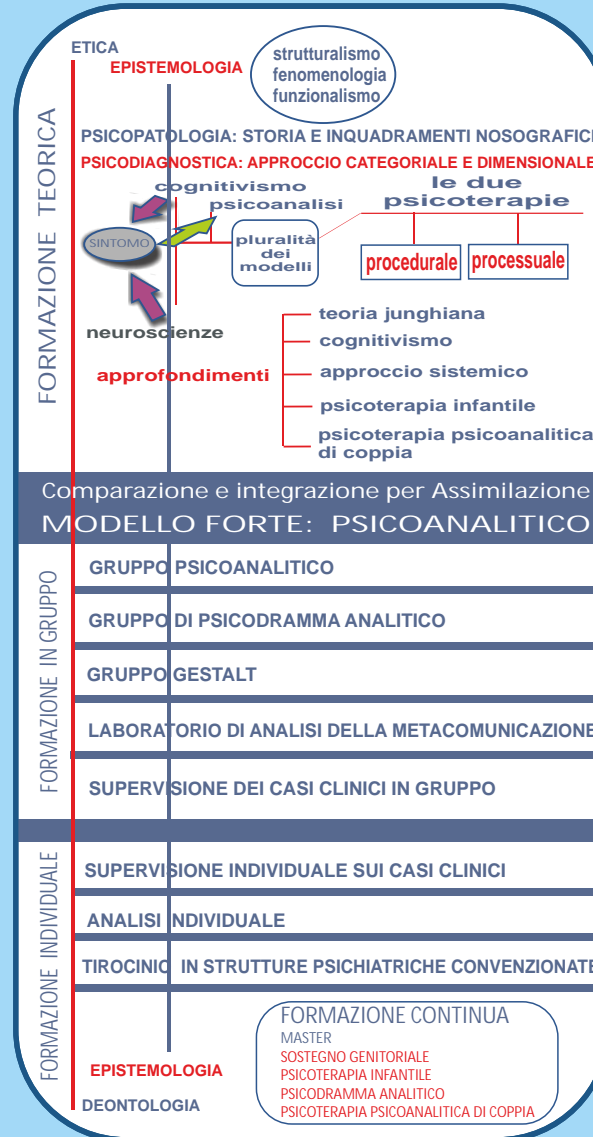 ETICA
EPISTEMOLOGIA
strutturalismo
fenomenologia
funzionalismo
FORMAZIONE TEORICA
PSICOPATOLOGIA: STORIA E INQUADRAMENTI NOSOGRAFICI
PSICODIAGNOSTICA: APPROCCIO CATEGORIALE E DIMENSIONALE
cognitivismo
psicoanalisi
le due
psicoterapie
SINTOMO
pluralità
dei
modelli
procedurale
processuale
neuroscienze
approfondimenti
teoria junghiana
cognitivismo
approccio sistemico
psicoterapia infantile
psicoterapia psicoanalitica
di coppia
Comparazione e integrazione per Assimilazione
MODELLO FORTE: PSICOANALITICO
FORMAZIONE IN GRUPPO
GRUPPO PSICOANALITICO
GRUPPO DI PSICODRAMMA ANALITICO
GRUPPO GESTALT
LABORATORIO DI ANALISI DELLA METACOMUNICAZIONE
SUPERVISIONE DEI CASI CLINICI IN GRUPPO
FORMAZIONE INDIVIDUALE
SUPERVISIONE INDIVIDUALE SUI CASI CLINICI
ANALISI INDIVIDUALE
TIROCINIO IN STRUTTURE PSICHIATRICHE CONVENZIONATE
FORMAZIONE CONTINUA
MASTER
SOSTEGNO GENITORIALE
PSICOTERAPIA INFANTILE
PSICODRAMMA ANALITICO
PSICOTERAPIA PSICOANALITICA DI COPPIA
EPISTEMOLOGIA
DEONTOLOGIA